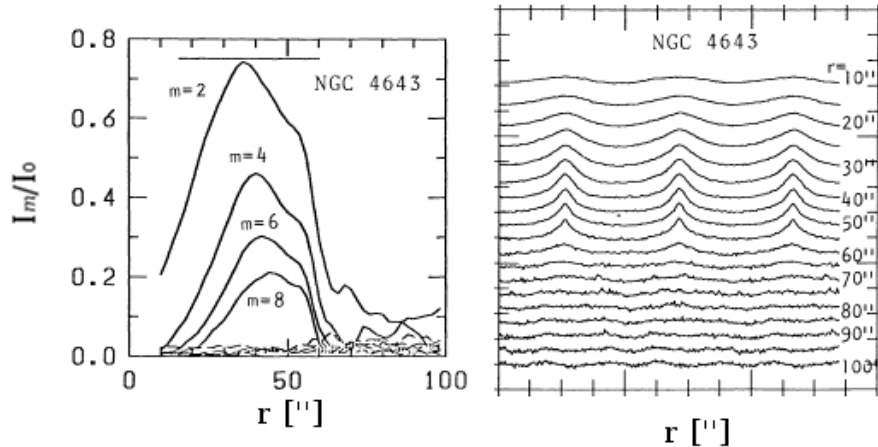 0.8
0.6
0.4
0.2
0.0
Im/I0
NGC 4643
m=2
m=4
m=6
m=8
0
50
100
r ["]
NGC 4643
r=
10"
20"
30"
40"
50"
60"
70"
80"
90"
100"
r ["]